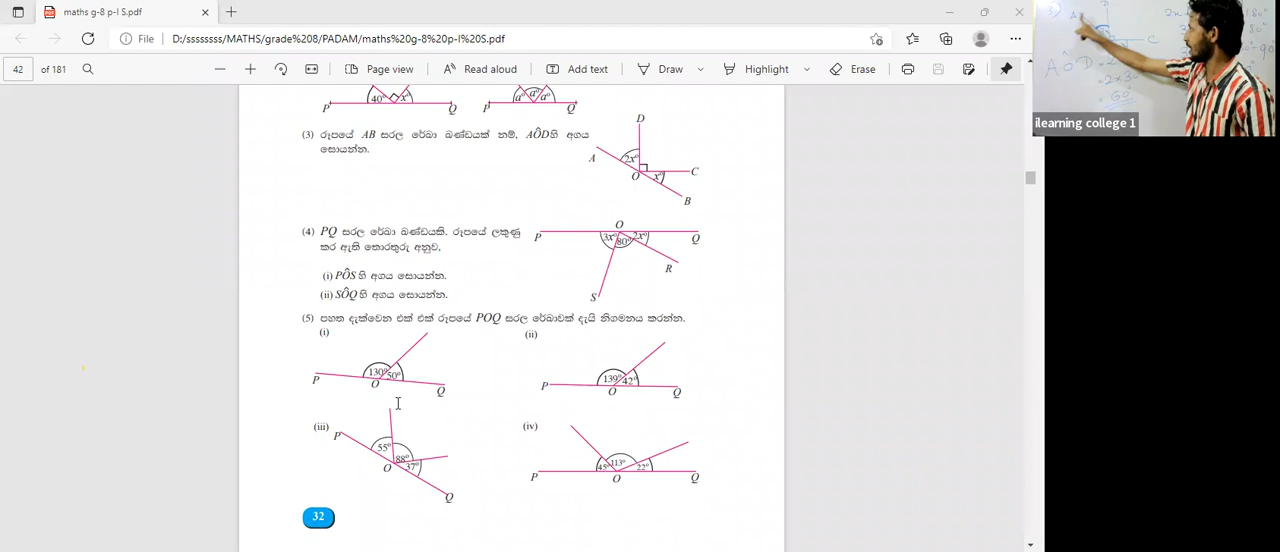 maths g-8 p-I S.pdf
File
D:/ssssssss/MATHS/grade%208/PADAM/maths%20g-8%20p-I%20S.pdf
42 of 181
Page view
Read aloud
Add text
Draw
Highlight
Erase
40° x°
P Q
a° a° a°
P Q
(3) රූපයේ AB සරල රේඛා ඛණ්ඩයක් නම්, AÔD හි අගය
සොයන්න.
D
A 2x°
O x° C
B
(4) PQ සරල රේඛා ඛණ්ඩයකි. රූපයේ ලකුණු
කර ඇති තොරතුරු අනුව,
(i) PÔS හි අගය සොයන්න.
(ii) SÔQ හි අගය සොයන්න.
O
P 3x° 80° 2x° Q
R
S
(5) පහත දැක්වෙන එක් එක් රූපයේ POQ සරල රේඛාවක් දැයි නිගමනය කරන්න.
(i)
130° 50°
P O Q
(ii)
139° 42°
P O Q
(iii)
P 55° 88° 37°
O
Q
(iv)
45° 113° 22°
P O Q
32
ilearning college 1
C
AÔD
60°